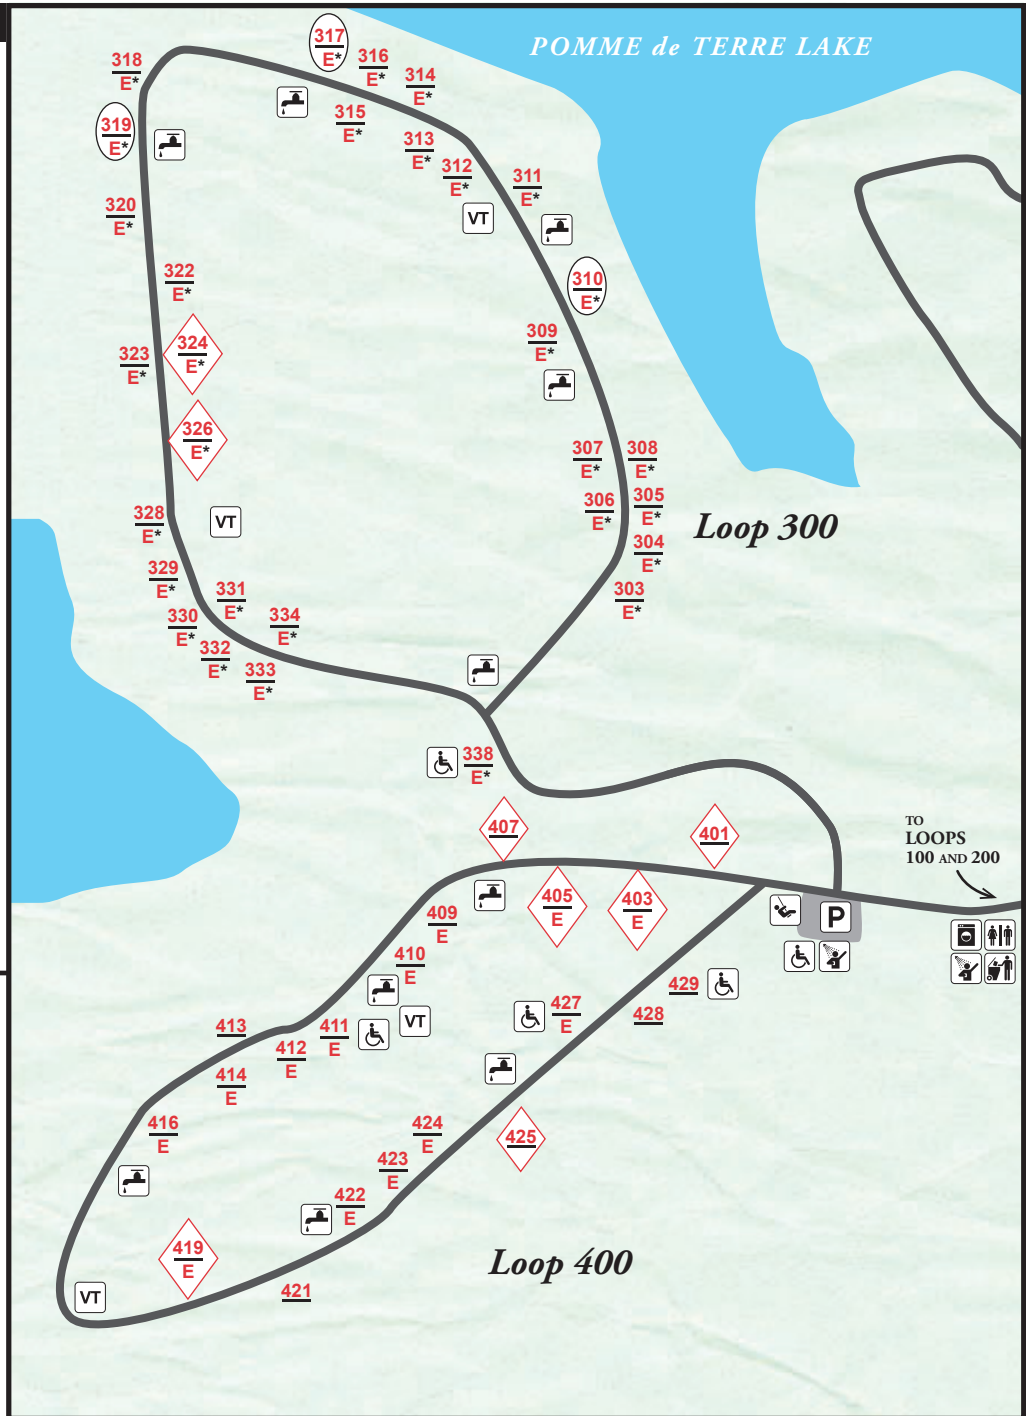 POMME de TERRE LAKE
317
E*
316
E*
314
E*
318
E*
315
E*
319
E*
313
E*
312
E*
311
E*
320
E*
VT
322
E*
310
E*
309
E*
323
E*
324
E*
326
E*
307
E*
308
E*
306
E*
305
E*
328
E*
VT
Loop 300
304
E*
329
E*
303
E*
331
E*
330
E*
334
E*
332
E*
333
E*
338
E*
407
401
TO
LOOPS
100 AND 200
405
E
403
E
P
409
E
410
E
429
427
E
428
VT
413
411
E
412
E
414
E
416
E
424
E
425
423
E
422
E
419
E
Loop 400
421
VT